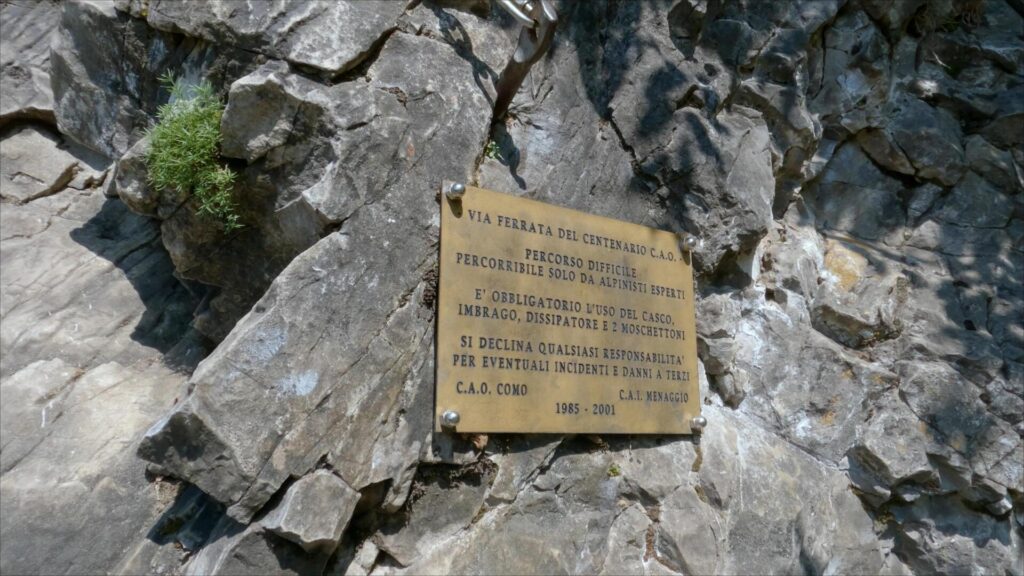 VIA FERRATA DEL CENTENARIO C.A.O.
PERCORSO DIFFICILE
PERCORRIBILE SOLO DA ALPINISTI ESPERTI
E' OBBLIGATORIO L'USO DEL CASCO,
IMBRAGO, DISSIPATORE E 2 MOSCHETTONI
SI DECLINA QUALSIASI RESPONSABILITA'
PER EVENTUALI INCIDENTI E DANNI A TERZI
C.A.O. COMO C.A.I. MENAGGIO
1985 - 2001